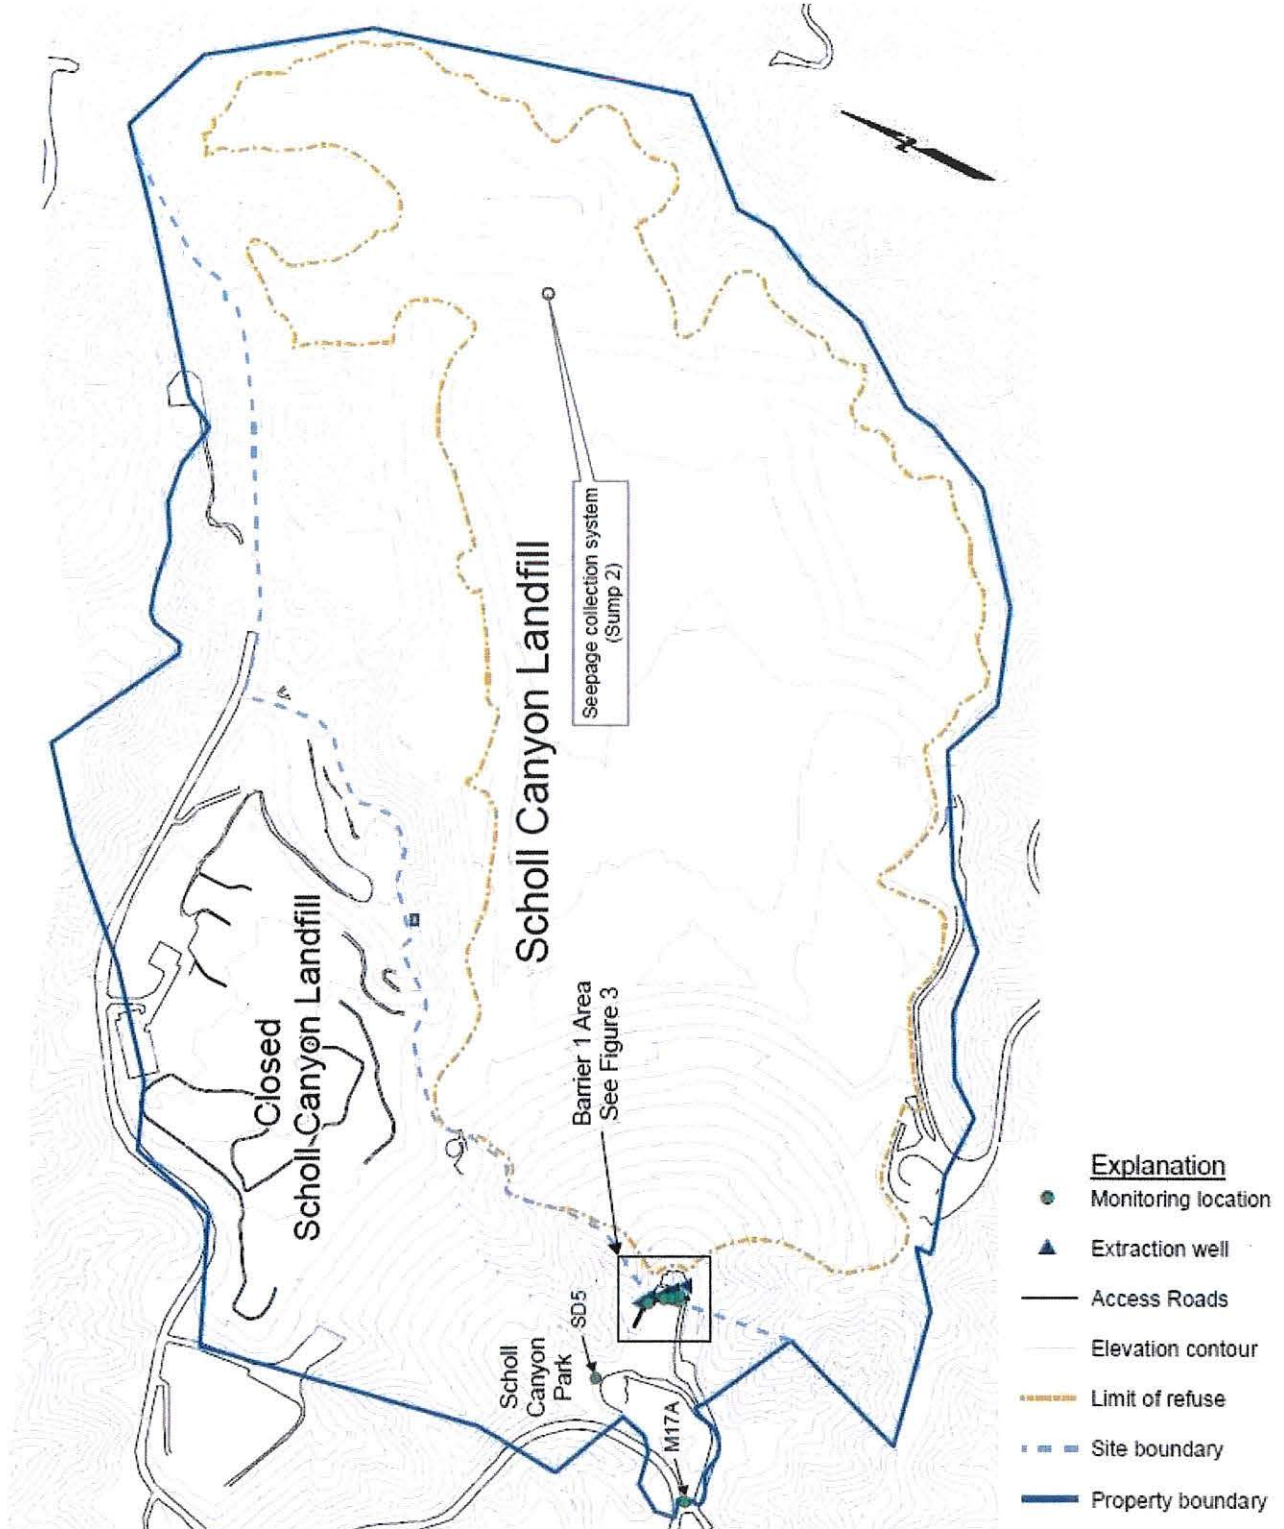 Z
Seepage collection system
(Sump 2)
Scholl Canyon Landfill
Closed
Scholl Canyon Landfill
Barrier 1 Area
See Figure 3
SD5
Scholl
Canyon
Park
M17A
Explanation
Monitoring location
Extraction well
Access Roads
Elevation contour
Limit of refuse
Site boundary
Property boundary